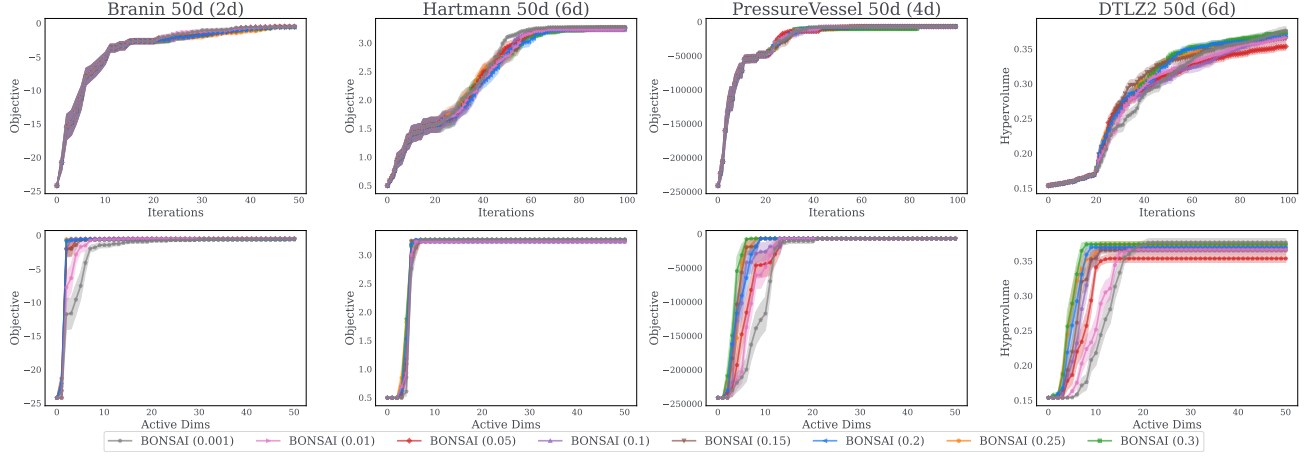 Branin 50d (2d)
Hartmann 50d (6d)
PressureVessel 50d (4d)
DTLZ2 50d (6d)
Objective
0
−5
−10
−15
−20
−25
0 10 20 30 40 50
Iterations
Objective
3.0
2.5
2.0
1.5
1.0
0.5
0 20 40 60 80 100
Iterations
Objective
0
−50000
−100000
−150000
−200000
−250000
0 20 40 60 80 100
Iterations
Hypervolume
0.35
0.30
0.25
0.20
0.15
0 20 40 60 80 100
Iterations
Objective
0
−5
−10
−15
−20
−25
0 10 20 30 40 50
Active Dims
Objective
3.0
2.5
2.0
1.5
1.0
0.5
0 10 20 30 40 50
Active Dims
Objective
0
−50000
−100000
−150000
−200000
−250000
0 10 20 30 40 50
Active Dims
Hypervolume
0.35
0.30
0.25
0.20
0.15
0 10 20 30 40 50
Active Dims
BONSAI (0.001) BONSAI (0.01) BONSAI (0.05) BONSAI (0.1) BONSAI (0.15) BONSAI (0.2) BONSAI (0.25) BONSAI (0.3)